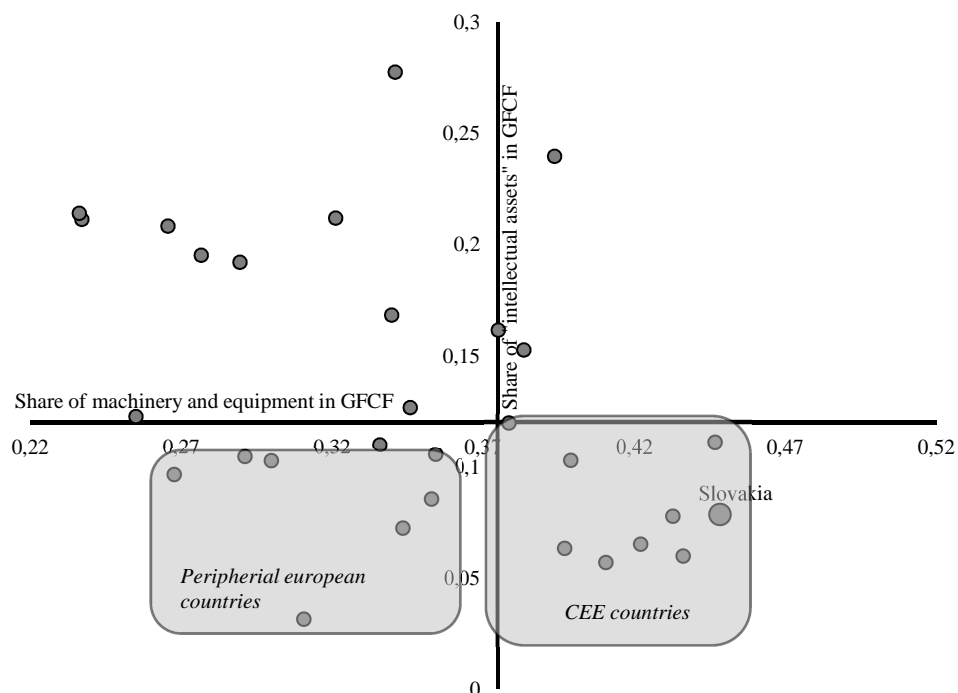 0,3
0,25
0,2
0,15
Share of "intellectual assets" in GFCF
Share of machinery and equipment in GFCF
0,22
0,27
0,32
0,37
0,42
0,47
0,52
0,1
Slovakia
0,05
Peripherial european
countries
CEE countries
0